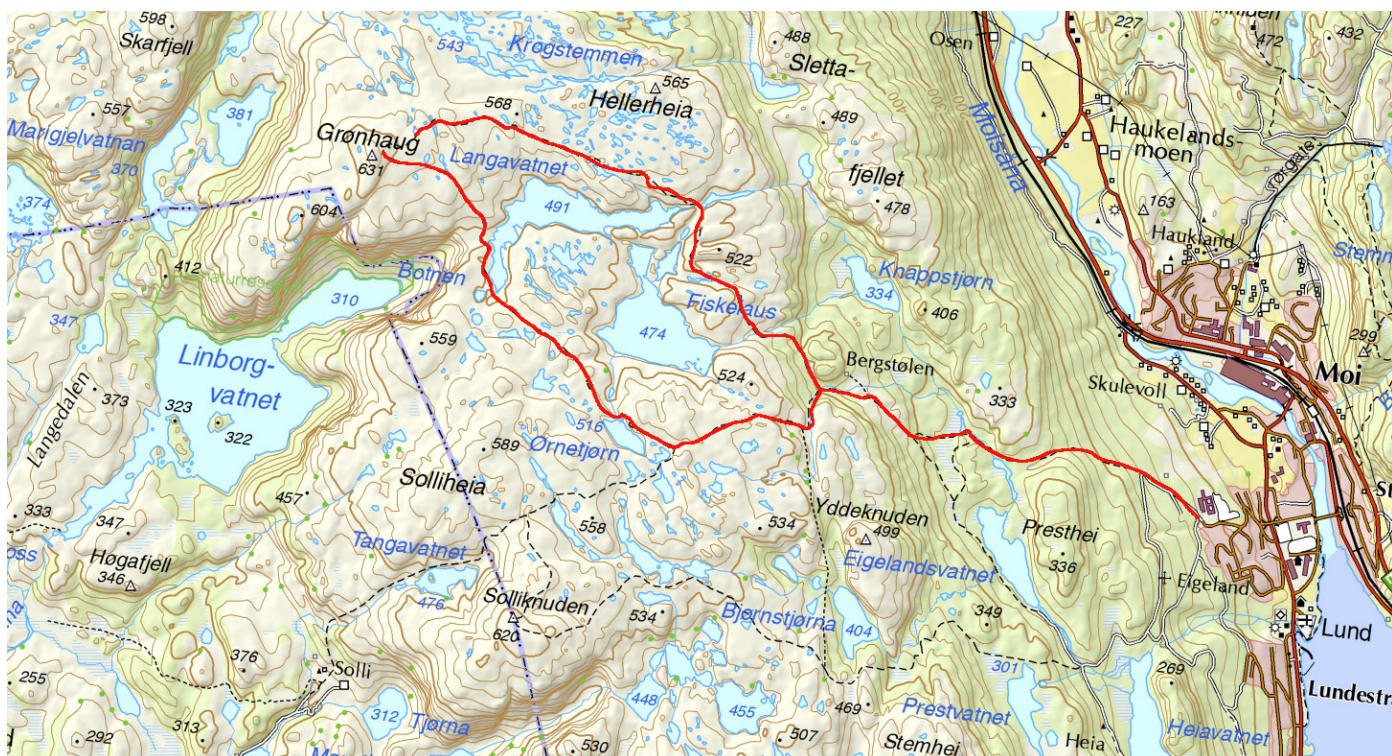 598
Skarfjell
543
Krogstemmen
488
Sletta-
Osen
227
472
432
557
381
568
565
Hellerheia
489
Haukelands-
moen
Marigjelvatnan
370
Grønhaug
631
Langavatnet
Moisåna
fjellet
374
604
491
478
163
Haukland
412
Botnen
522
Knappstjørn
334
310
Fiskelaus
406
347
559
474
299
Linborg-
vatnet
524
Bergstølen
Skulevoll
Moi
Langedalen
373
323
322
333
516
Ørnetjørn
589
Solliheia
457
333
347
558
534
Yddeknuden
499
Presthei
Høgafjell
346
Tangavatnet
Eigelandsvatnet
336
Eigeland
476
Solliknuden
620
534
Bjørnstjørna
404
349
Lund
376
Solli
301
269
255
448
455
469
Prestvatnet
Lundestr
313
312
Tjørna
292
530
507
Stemhei
Heia
Heiavatnet